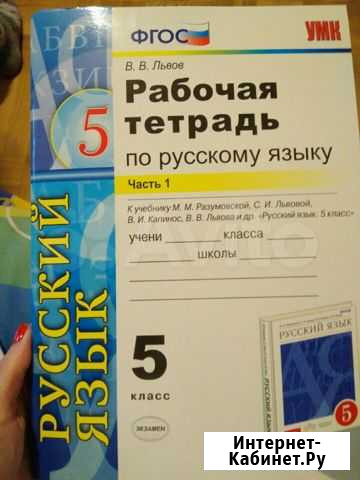 ФГОС
УМК
В. В. Львов
Рабочая
тетрадь
по русскому языку
Часть 1
К учебнику М. М. Разумовской, С. И. Львовой,
В. И. Капинос, В. В. Львова и др. «Русский язык. 5 класс»
учени класса
школы
5
класс
ЭКЗАМЕН
5
РУССКИЙ
ЯЗЫК
РУССКИЙ ЯЗЫК
5
Интернет-
Кабинет.Ру